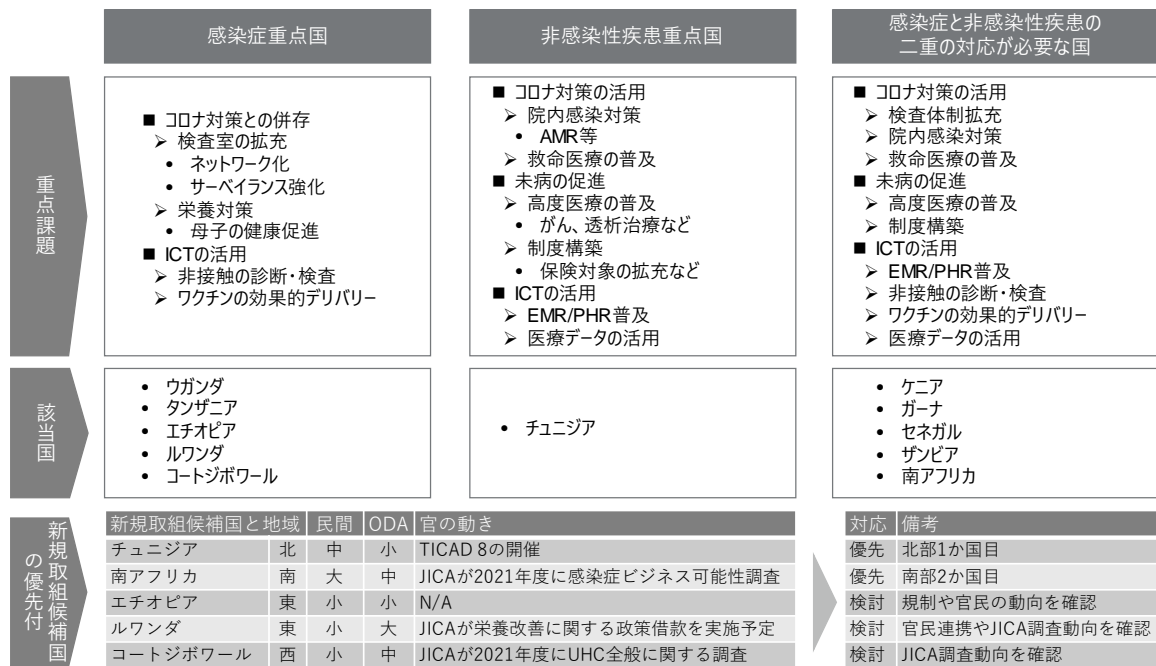 感染症重点国
非感染性疾患重点国
感染症と非感染性疾患の
二重の対応が必要な国
重点課題
■ コロナ対策との併存
➢ 検査室の拡充
• ネットワーク化
• サーベイランス強化
➢ 栄養対策
• 母子の健康促進
■ ICTの活用
➢ 非接触の診断・検査
➢ ワクチンの効果的デリバリー
■ コロナ対策の活用
➢ 院内感染対策
• AMR等
➢ 救命医療の普及
■ 未病の促進
➢ 高度医療の普及
• がん、透析治療など
➢ 制度構築
• 保険対象の拡充など
■ ICTの活用
➢ EMR/PHR普及
➢ 医療データの活用
■ コロナ対策の活用
➢ 検査体制拡充
➢ 院内感染対策
➢ 救命医療の普及
■ 未病の促進
➢ 高度医療の普及
➢ 制度構築
■ ICTの活用
➢ EMR/PHR普及
➢ 非接触の診断・検査
➢ ワクチンの効果的デリバリー
➢ 医療データの活用
該当国
• ウガンダ
• タンザニア
• エチオピア
• ルワンダ
• コートジボワール
• チュニジア
• ケニア
• ガーナ
• セネガル
• ザンビア
• 南アフリカ
新規取組候補国
の優先付
新規取組候補国と地域 民間 ODA 官の動き 対応 備考
チュニジア 北 中 小 TICAD 8の開催 優先 北部1か国目
南アフリカ 南 大 中 JICAが2021年度に感染症ビジネス可能性調査 優先 南部2か国目
エチオピア 東 小 小 N/A 検討 規制や官民の動向を確認
ルワンダ 東 小 大 JICAが栄養改善に関する政策借款を実施予定 検討 官民連携やJICA調査動向を確認
コートジボワール 西 小 中 JICAが2021年度にUHC全般に関する調査 検討 JICA調査動向を確認